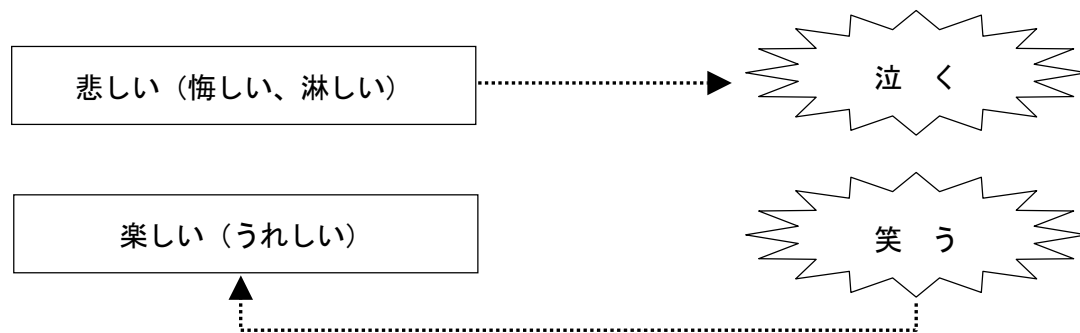 悲しい（悔しい、淋しい）
泣　く
楽しい（うれしい）
笑　う